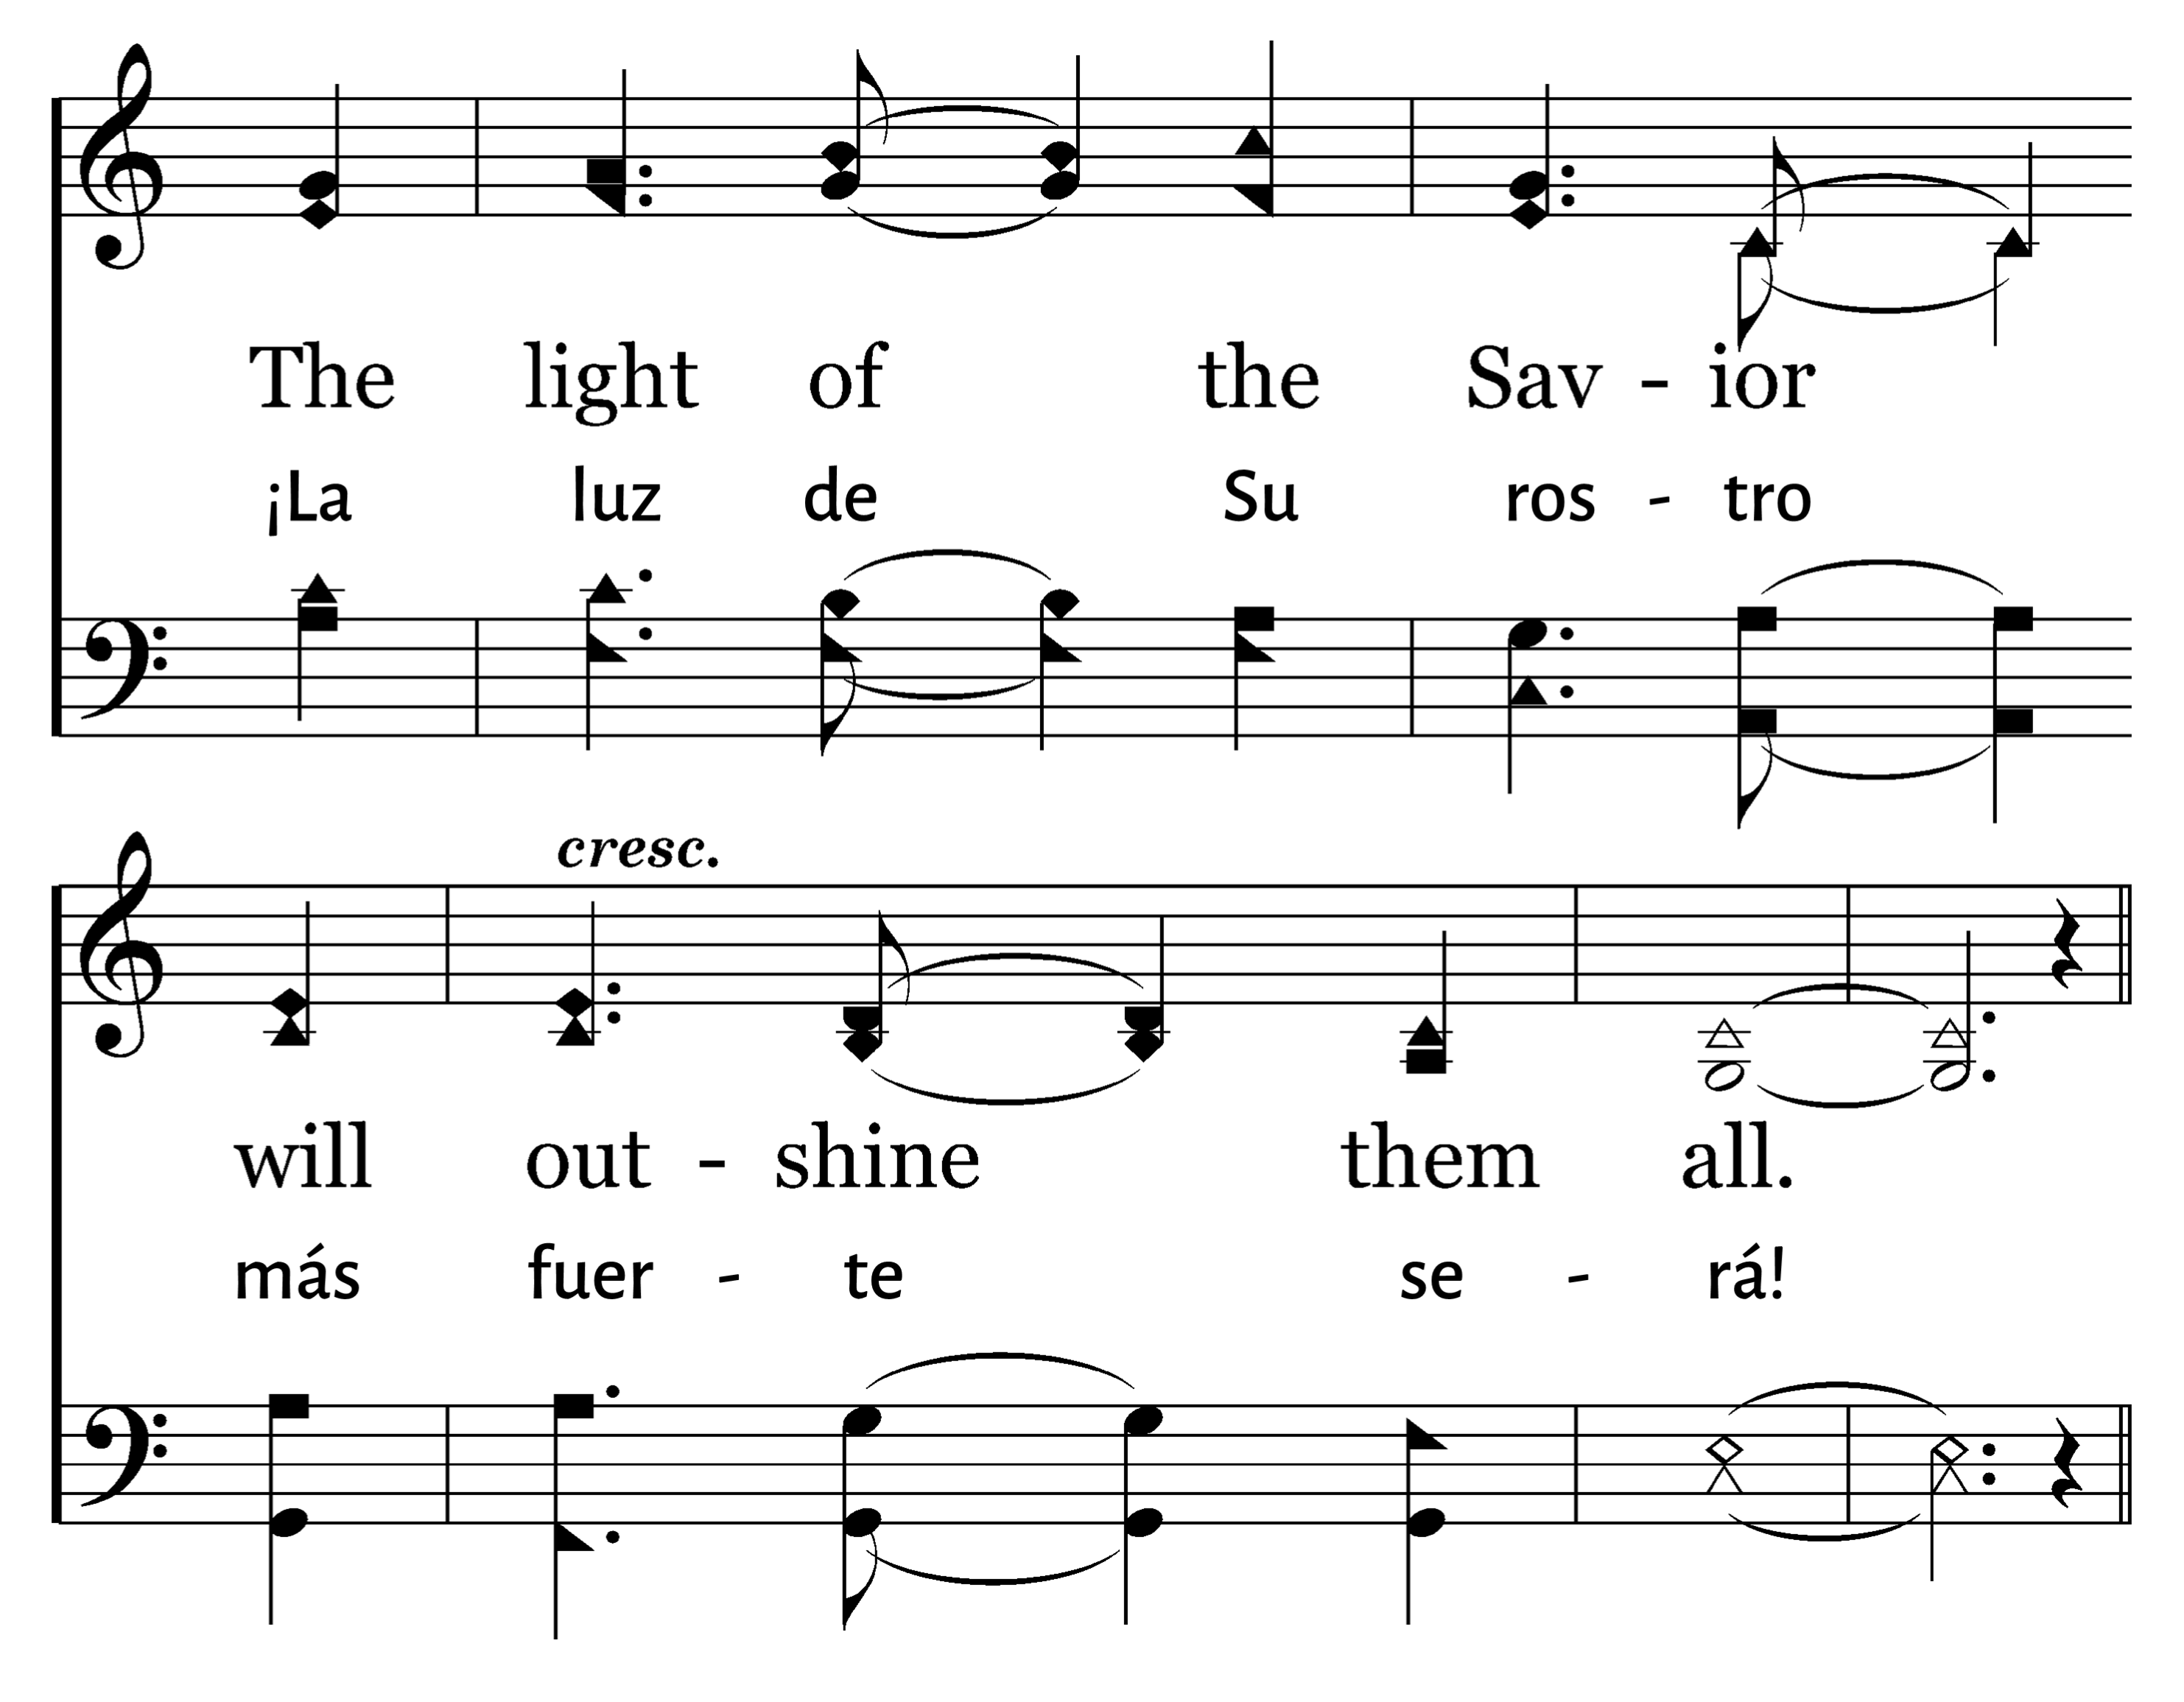 The light of the Sav - ior
¡La luz de Su ros - tro
cresc.
will out - shine them all.
más fuer - te se - rá!